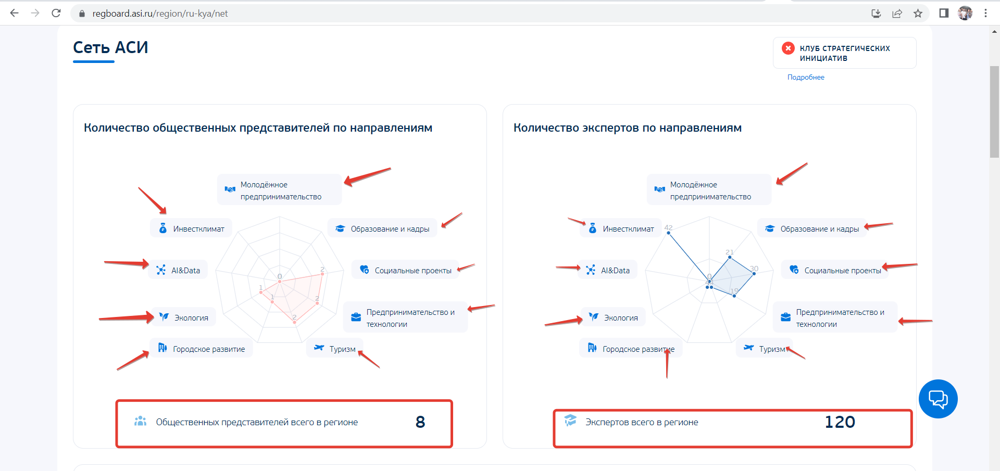 regboard.asi.ru/region/ru-kya/net
Сеть АСИ
КЛУБ СТРАТЕГИЧЕСКИХ
ИНИЦИАТИВ
Подробнее
Количество общественных представителей по направлениям
Молодёжное
предпринимательство
Инвестклимат
Образование и кадры
AI&Data
Социальные проекты
0
2
1
1
2
2
Экология
Предпринимательство и
технологии
Городское развитие
Туризм
Общественных представителей всего в регионе
8
Количество экспертов по направлениям
Молодёжное
предпринимательство
Инвестклимат
42
Образование и кадры
21
AI&Data
30
Социальные проекты
0
4
4
19
Экология
Предпринимательство и
технологии
Городское развитие
Туризм
Экспертов всего в регионе
120